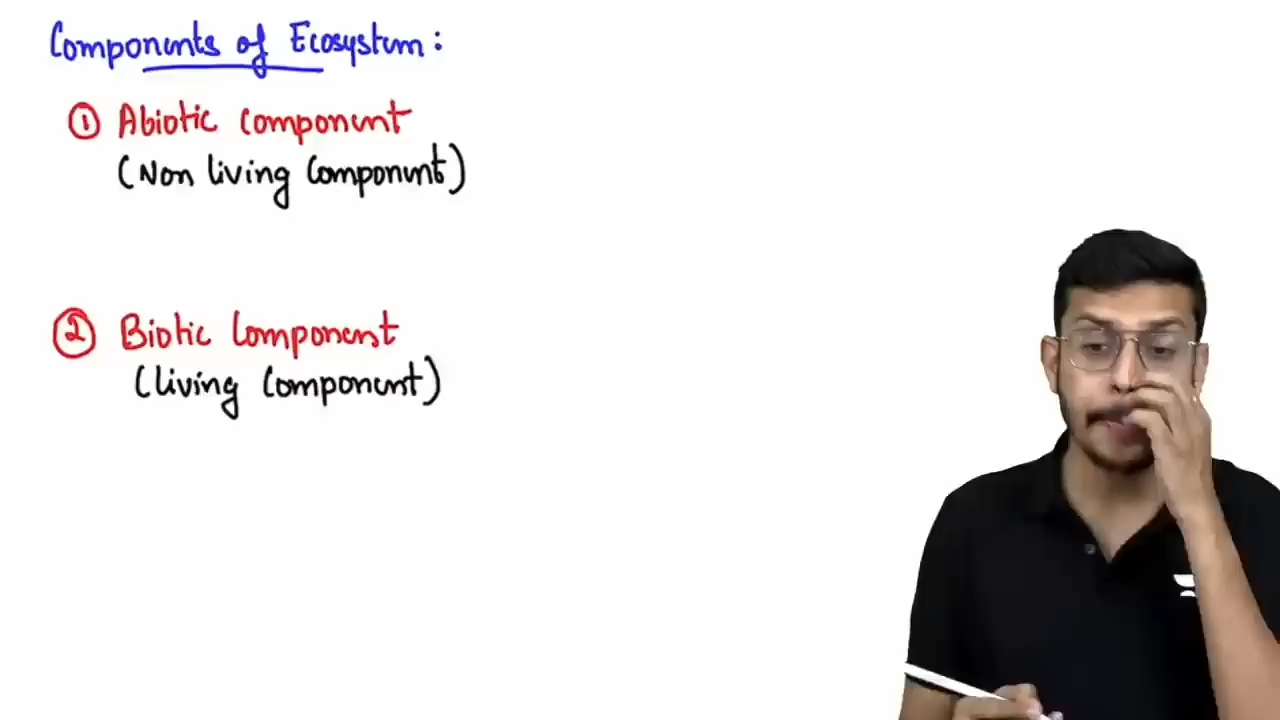 Components of Ecosystem:
① Abiotic component
(Non living Component)
② Biotic Component
(living Component)